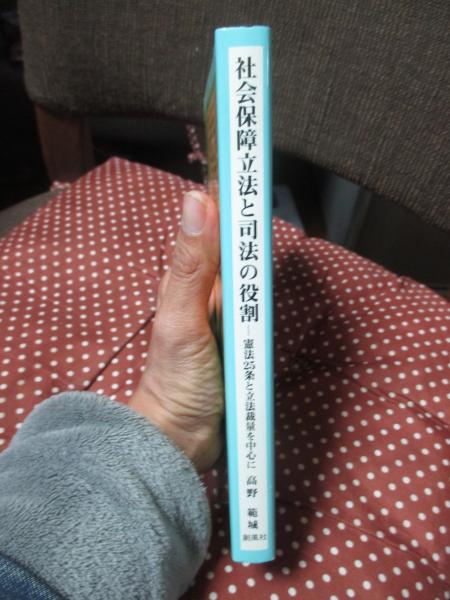 社会保障立法と司法の役割
―憲法25条と立法裁量を中心に
高野 範城
創風社